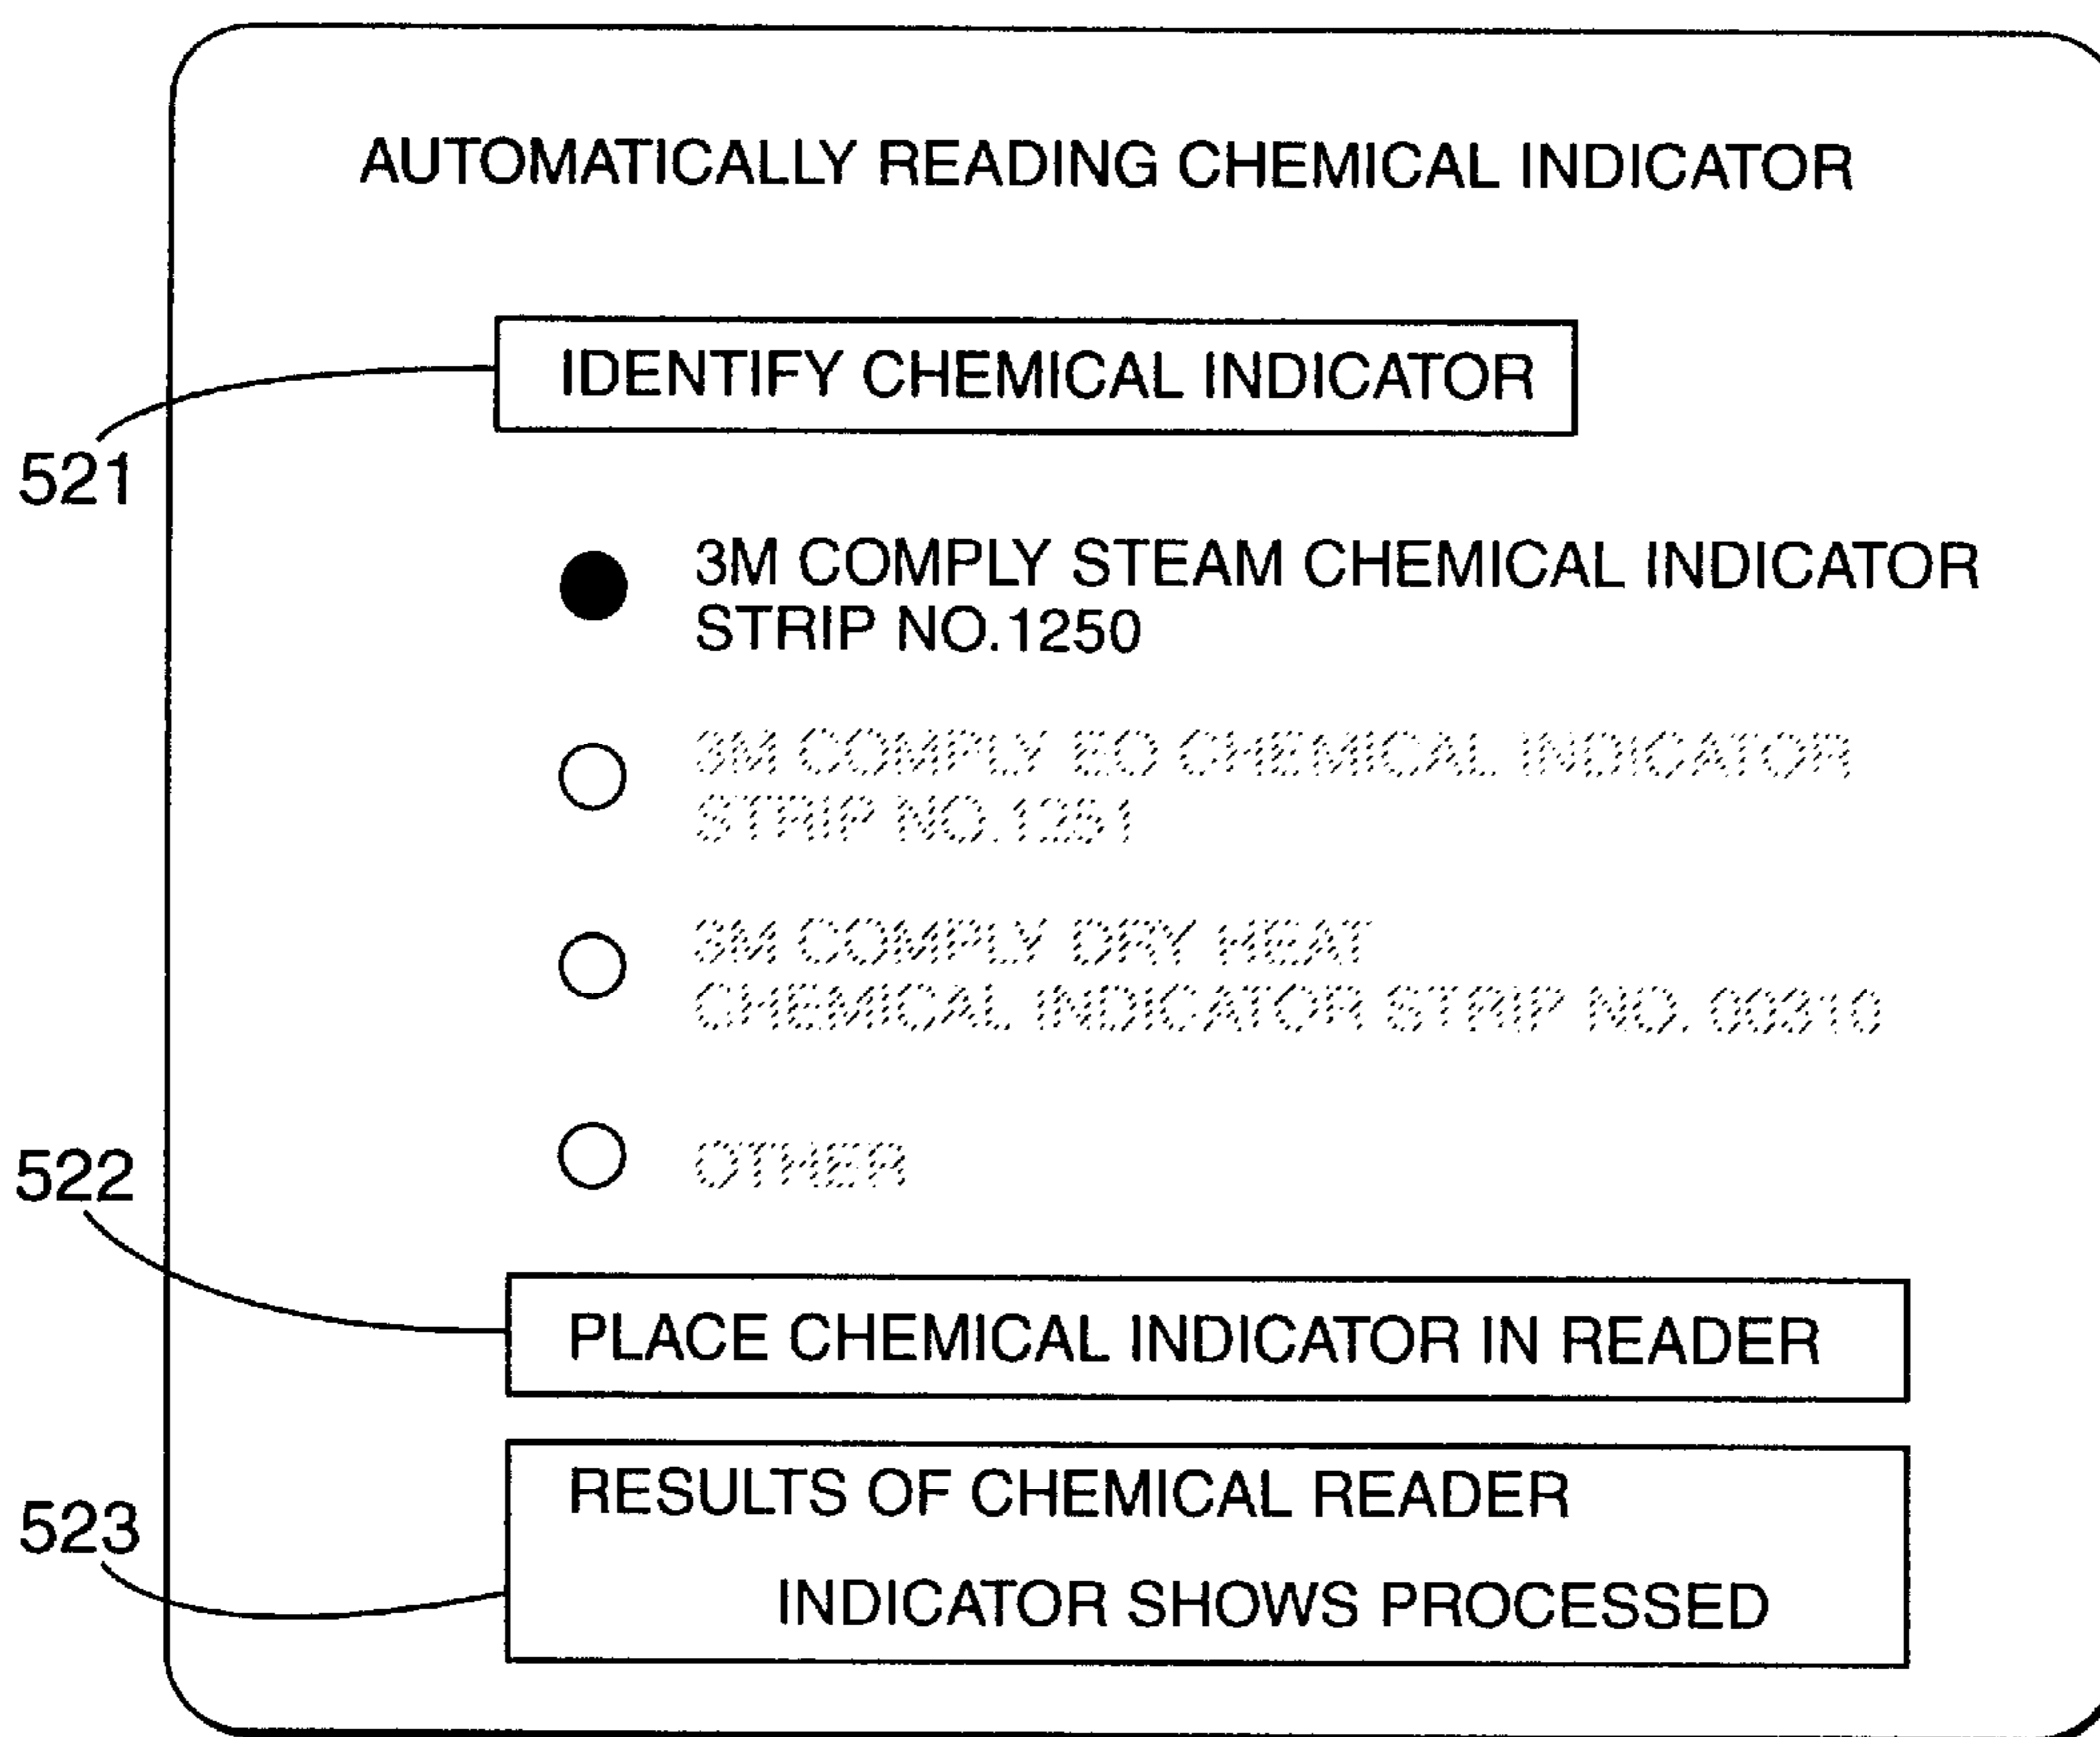 AUTOMATICALLY READING CHEMICAL INDICATOR
IDENTIFY CHEMICAL INDICATOR
521
3M COMPLY STEAM CHEMICAL INDICATOR
STRIP NO.1250
3M COMPLY EO CHEMICAL INDICATOR
STRIP NO.1251
3M COMPLY DRY HEAT
CHEMICAL INDICATOR STRIP NO. 00310
OTHER
522
PLACE CHEMICAL INDICATOR IN READER
RESULTS OF CHEMICAL READER
523
INDICATOR SHOWS PROCESSED